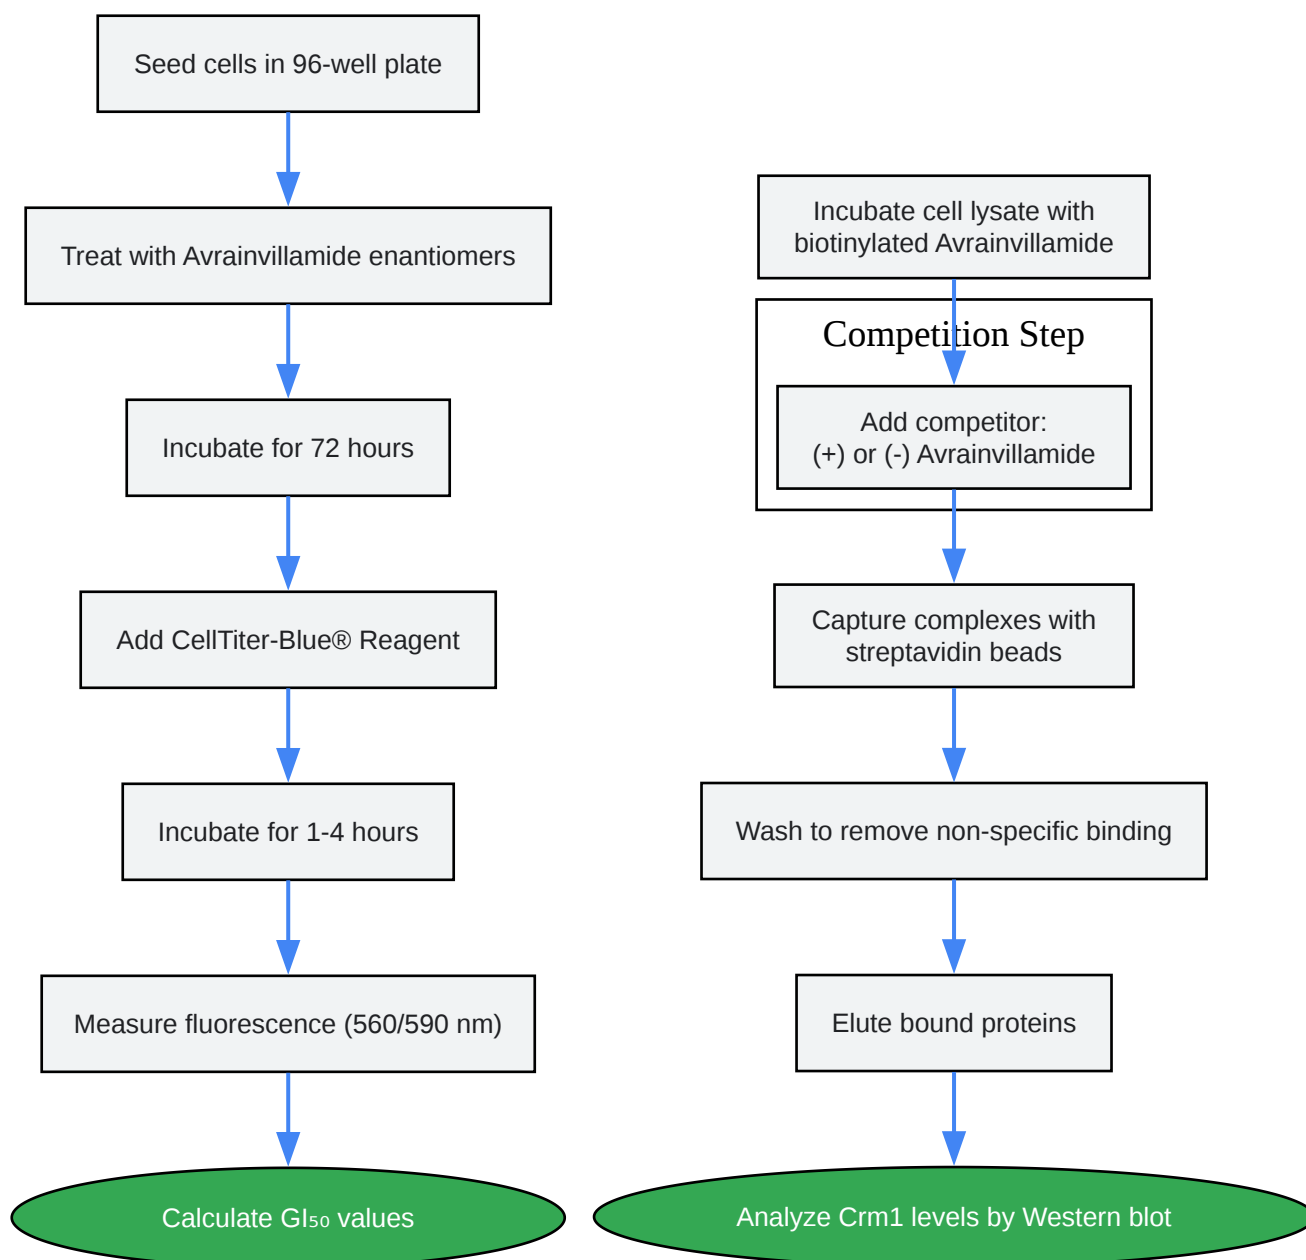 Seed cells in 96-well plate
Treat with Avrainvillamide enantiomers
Incubate for 72 hours
Add CellTiter-Blue® Reagent
Incubate for 1-4 hours
Measure fluorescence (560/590 nm)
Calculate GI₅₀ values
Incubate cell lysate with
biotinylated Avrainvillamide
Competition Step
Add competitor:
(+) or (-) Avrainvillamide
Capture complexes with
streptavidin beads
Wash to remove non-specific binding
Elute bound proteins
Analyze Crm1 levels by Western blot